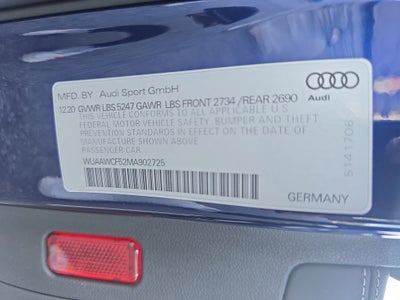 MFD. BY Audi Sport GmbH
12.20 GVWR LBS 5247 GAWR LBS FRONT 2734 /REAR 2690
THIS VEHICLE CONFORMS TO ALL APPLICABLE U.S.
FEDERAL MOTOR VEHICLE SAFETY, BUMPER AND THEFT
PREVENTION STANDARDS IN EFFECT ON THE DATE OF
MANUFACTURE SHOWN ABOVE.
PASSENGER CAR
WUAAWCF52MA902725
Audi
5141706
GERMANY